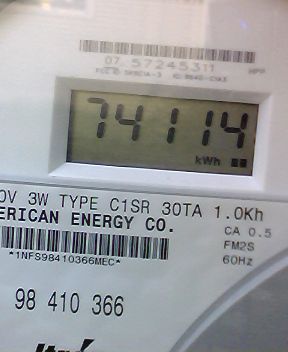 07 57245311
74114
kWh
0V 3W TYPE C1SR 30TA 1.0Kh
ERICAN ENERGY CO.
CA 0.5
FM2S
*1NFS98410366MEC*
60Hz
98 410 366